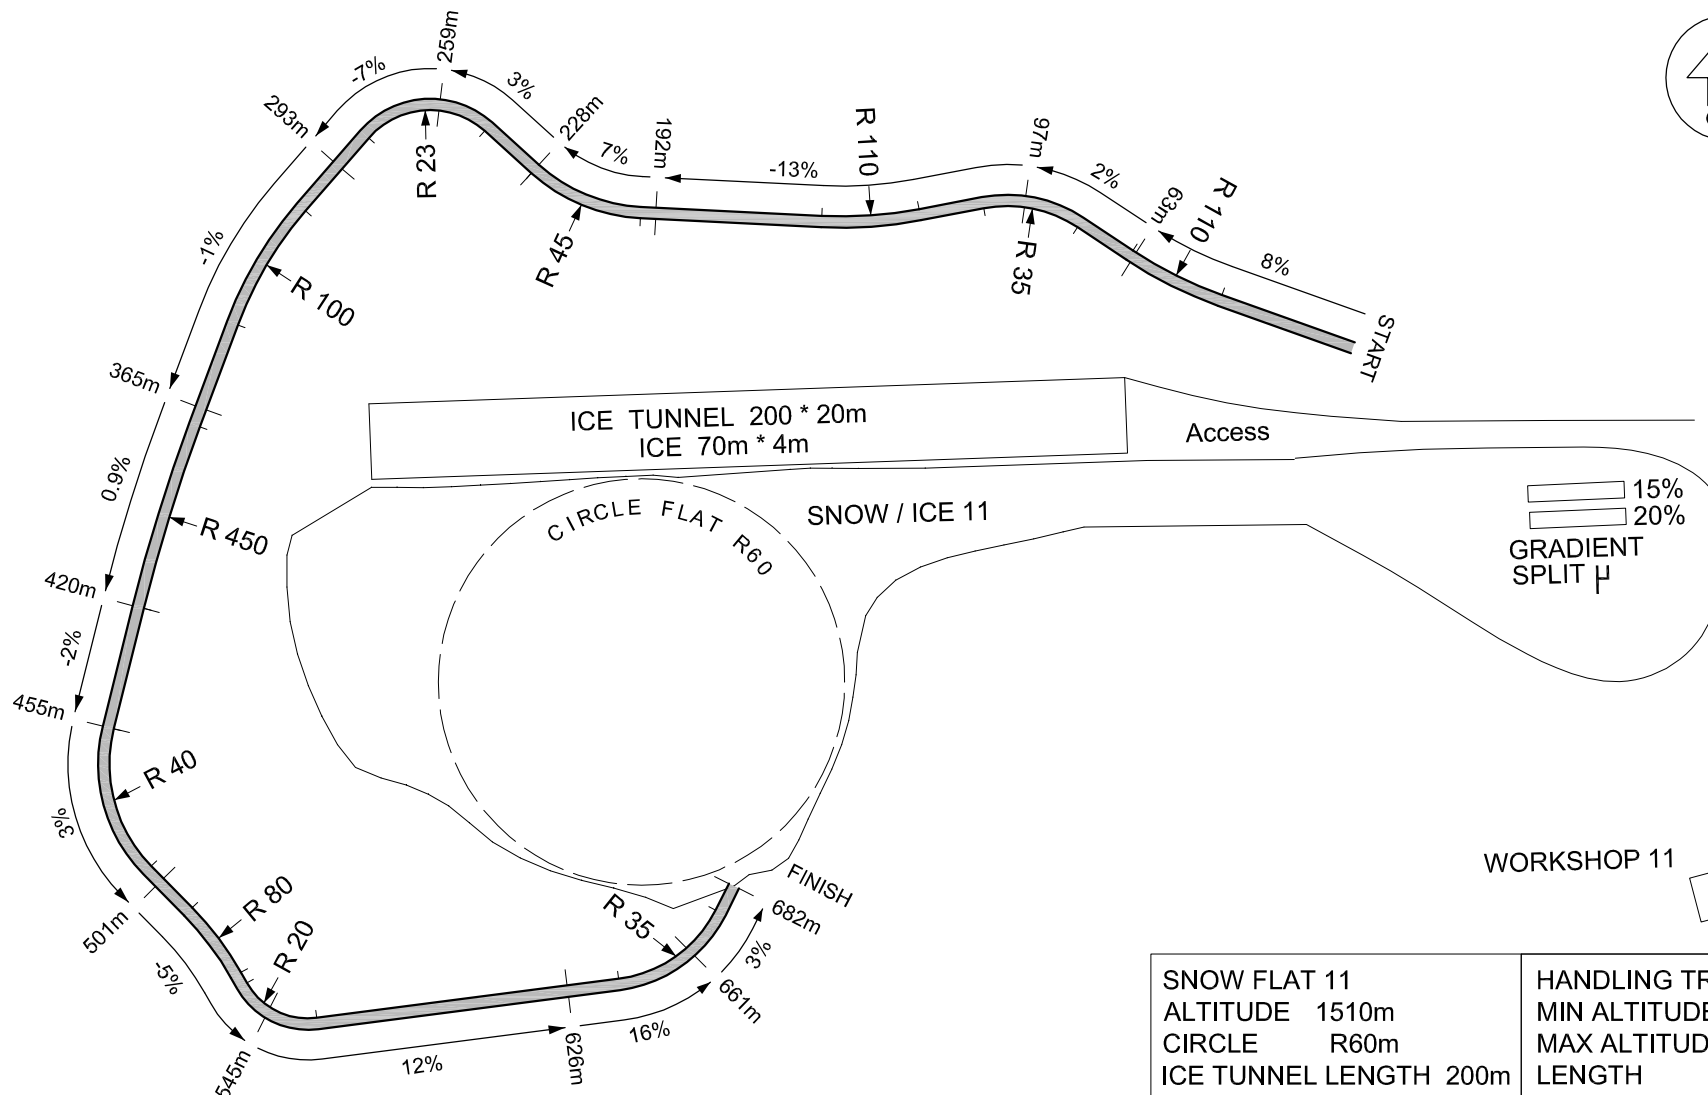 259m
-7%
3%
293m
228m
R 23
192m
7%
-13%
R 110
97m
2%
63m
R 110
8%
START
R 45
R 35
-1%
R 100
365m
ICE TUNNEL 200 * 20m
ICE 70m * 4m
Access
0.9%
R 450
CIRCLE FLAT R60
SNOW / ICE 11
15%
20%
GRADIENT
SPLIT μ
420m
-2%
455m
R 40
3%
WORKSHOP 11
501m
R 80
-5%
R 20
545m
12%
626m
16%
R 35
661m
3%
682m
FINISH
SNOW FLAT 11
ALTITUDE 1510m
CIRCLE R60m
ICE TUNNEL LENGTH 200m
HANDLING
MIN
MAX
LENGTH